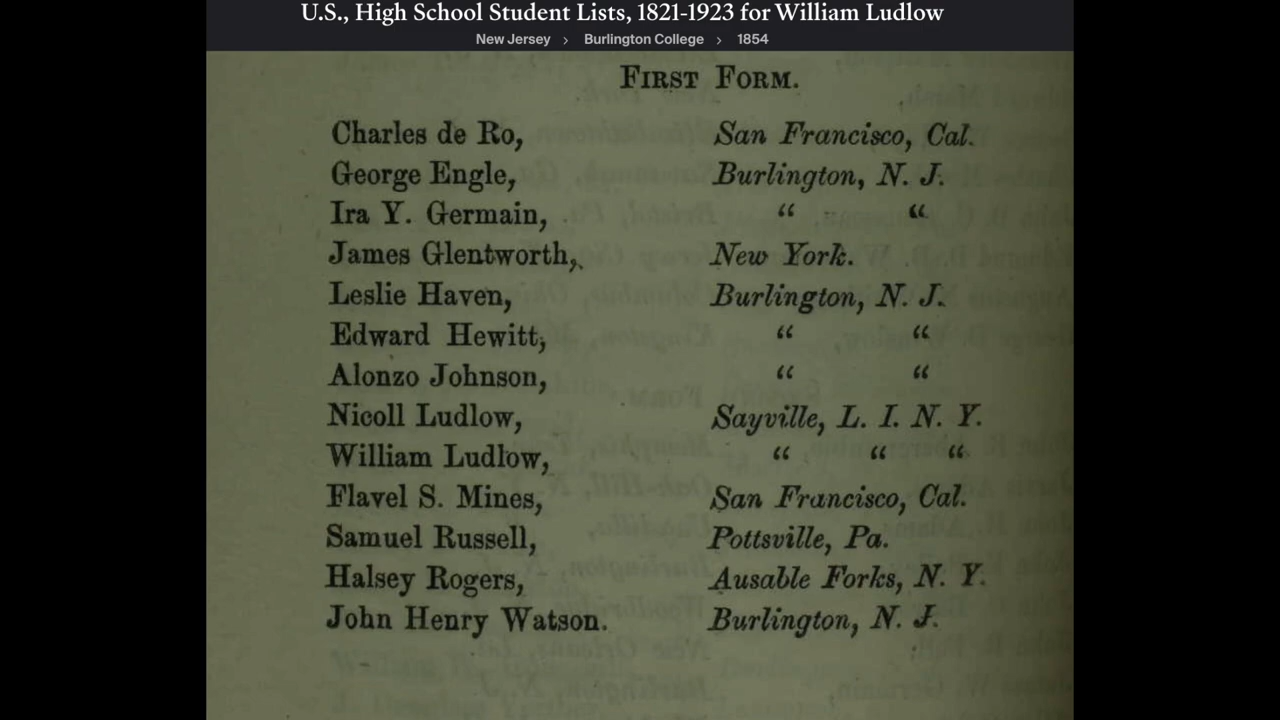 U.S., High School Student Lists, 1821-1923 for William Ludlow
New Jersey > Burlington College > 1854
FIRST FORM.
Charles de Ro, San Francisco, Cal.
George Engle, Burlington, N. J.
Ira Y. Germain, “ “
James Glentworth, New York.
Leslie Haven, Burlington, N. J.
Edward Hewitt, “ “
Alonzo Johnson, “ “
Nicoll Ludlow, Sayville, L. I. N. Y.
William Ludlow, “ “ “
Flavel S. Mines, San Francisco, Cal.
Samuel Russell, Pottsville, Pa.
Halsey Rogers, Ausable Forks, N. Y.
John Henry Watson. Burlington, N. J.